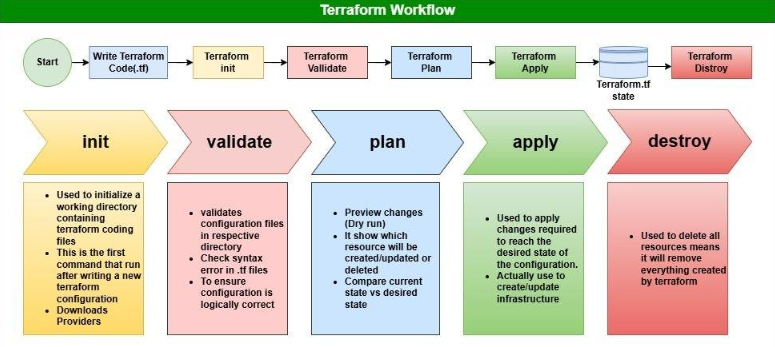 Terraform Workflow
Start
Write Terraform
Code(.tf)
Terraform
init
Terraform
Vallidate
Terraform
Plan
Terraform
Apply
Terraform.tf
state
Terraform
Distroy
init
validate
plan
apply
destroy
• Used to initialize a
working directory
containing
terraform coding
files
• This is the first
command that run
after writing a new
terraform
configuration
• Downloads
Providers
• validates
configuration files
in respective
directory
• Check syntax
error in .tf files
• To ensure
configuration is
logically correct
• Preview changes
(Dry run)
• It show which
resource will be
created/updated or
deleted
• Compare current
state vs desired
state
• Used to apply
changes required
to reach the
desired state of
the configuration.
• Actually use to
create/update
infrastructure
• Used to delete all
resources means
it will remove
everything created
by terraform